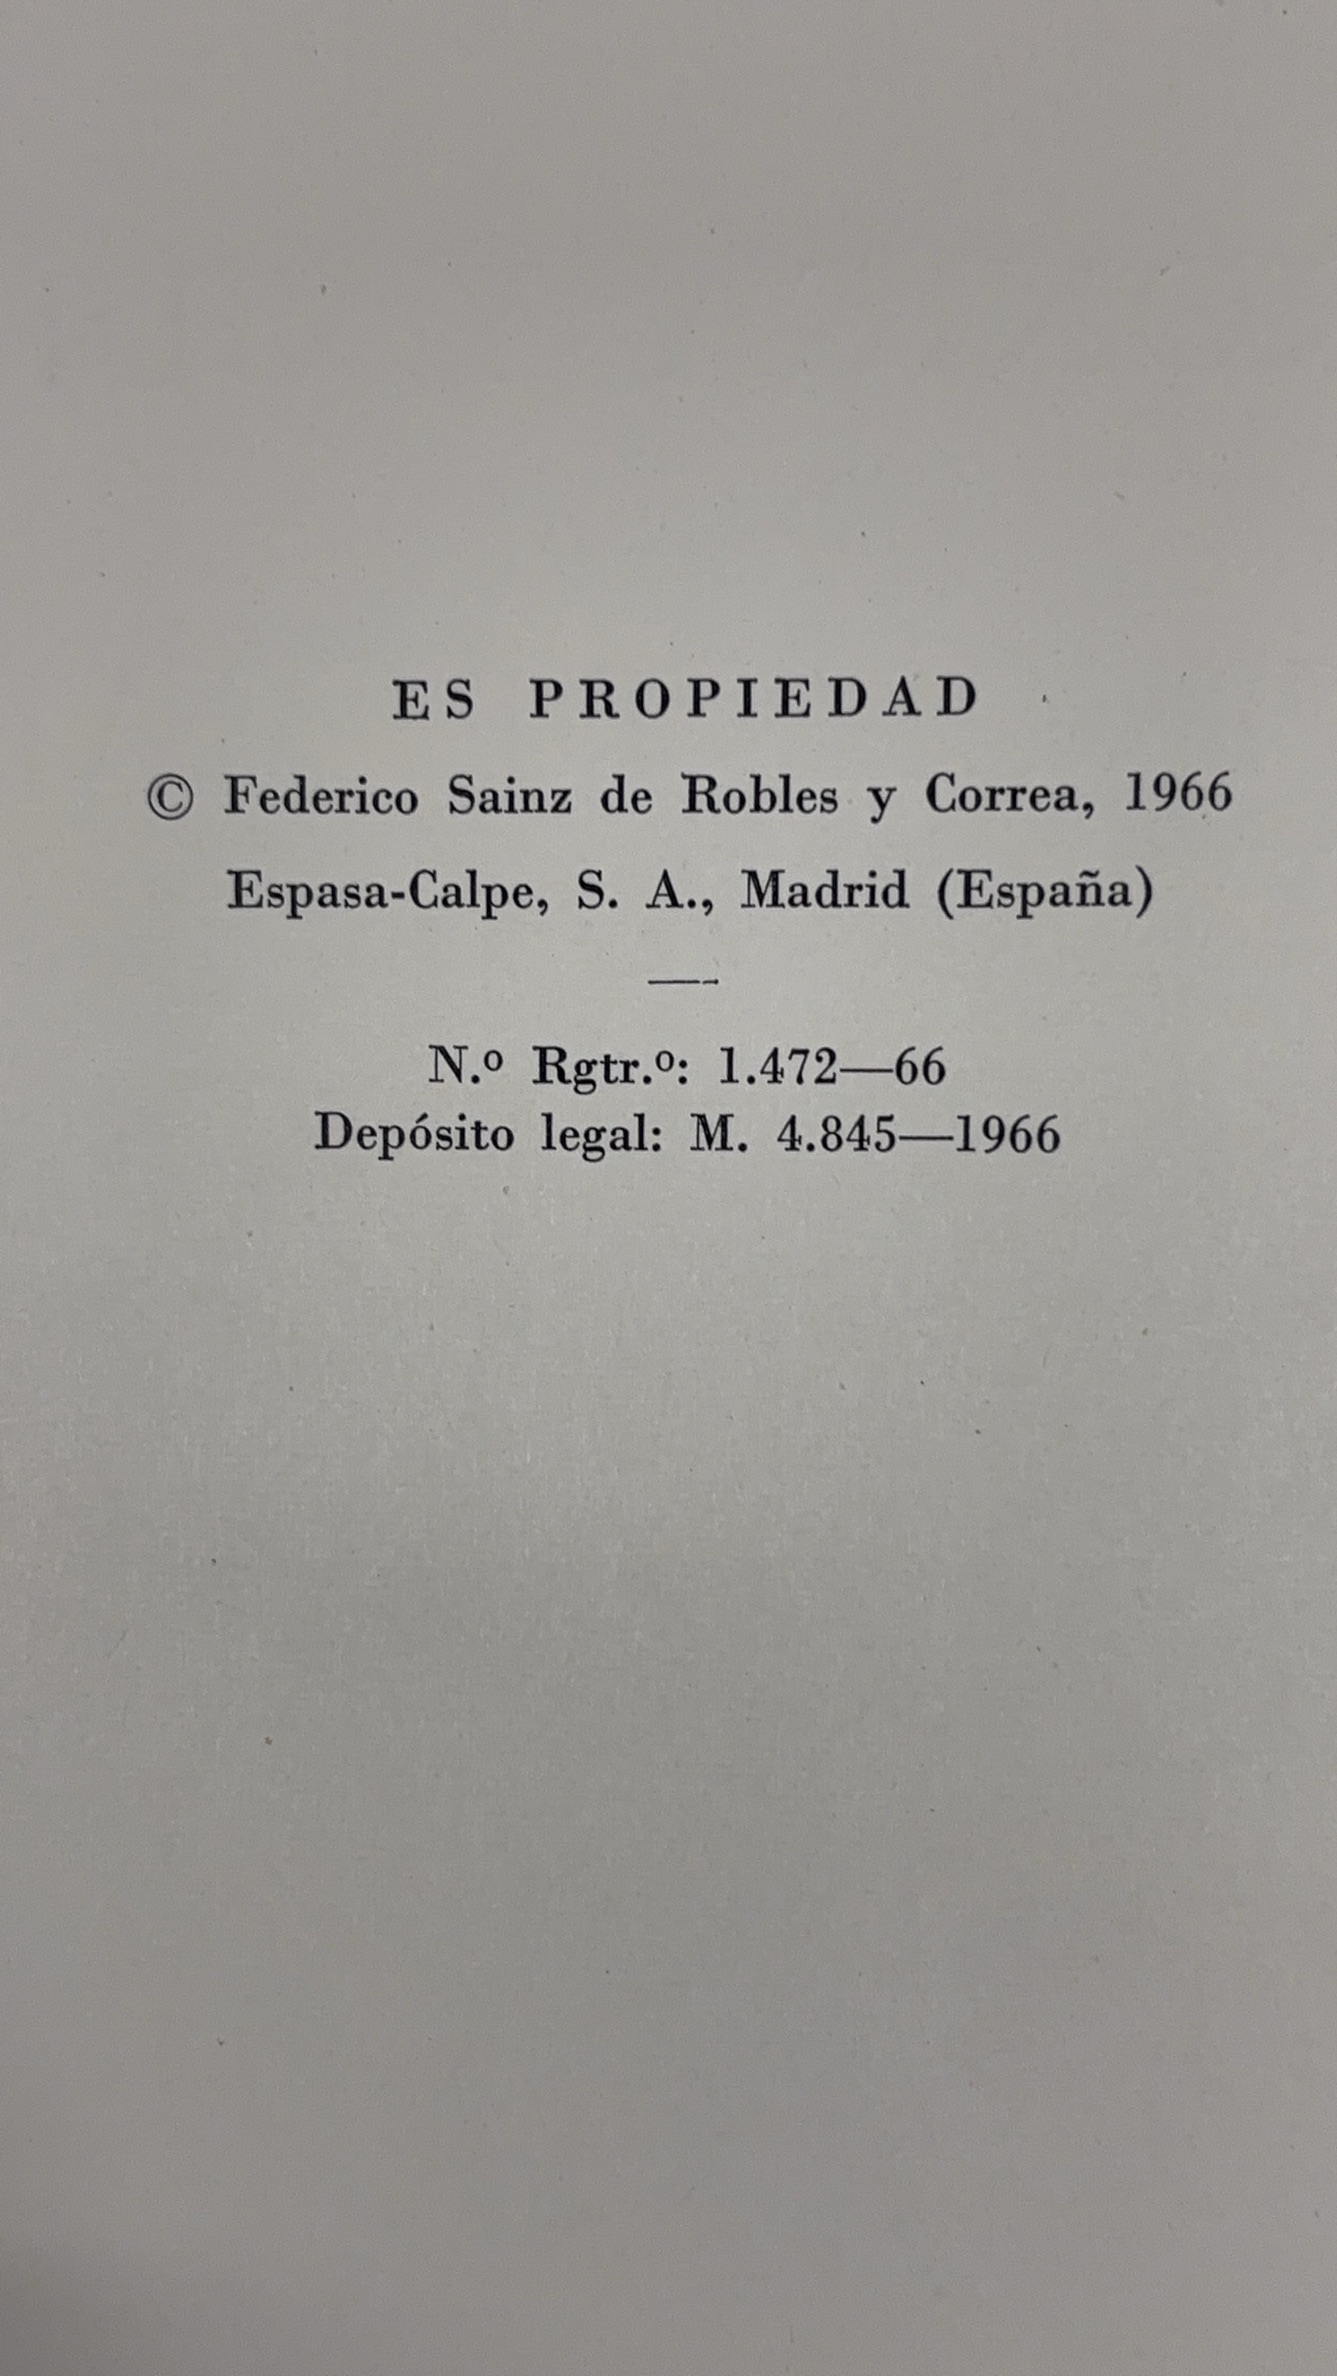 ES PROPIEDAD
© Federico Sainz de Robles y Correa, 1966
Espasa-Calpe, S. A., Madrid (España)
N.º Rgtr.º: 1.472—66
Depósito legal: M. 4.845—1966